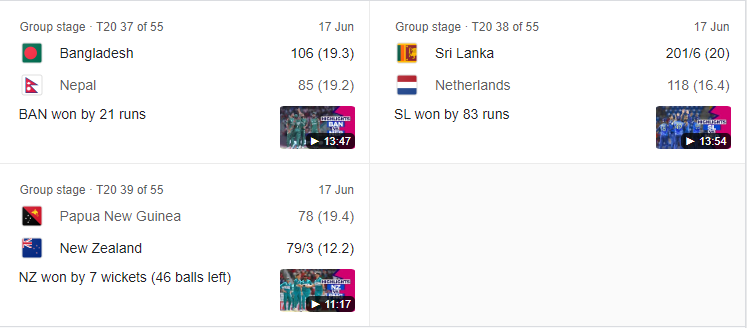 Group stage · T20 37 of 55 17 Jun
Bangladesh 106 (19.3)
Nepal 85 (19.2)
BAN won by 21 runs
HIGHLIGHTS
BAN
13:47
Group stage · T20 38 of 55 17 Jun
Sri Lanka 201/6 (20)
Netherlands 118 (16.4)
SL won by 83 runs
HIGHLIGHTS
SL
13:54
Group stage · T20 39 of 55 17 Jun
Papua New Guinea 78 (19.4)
New Zealand 79/3 (12.2)
NZ won by 7 wickets (46 balls left)
HIGHLIGHTS
NZ
11:17